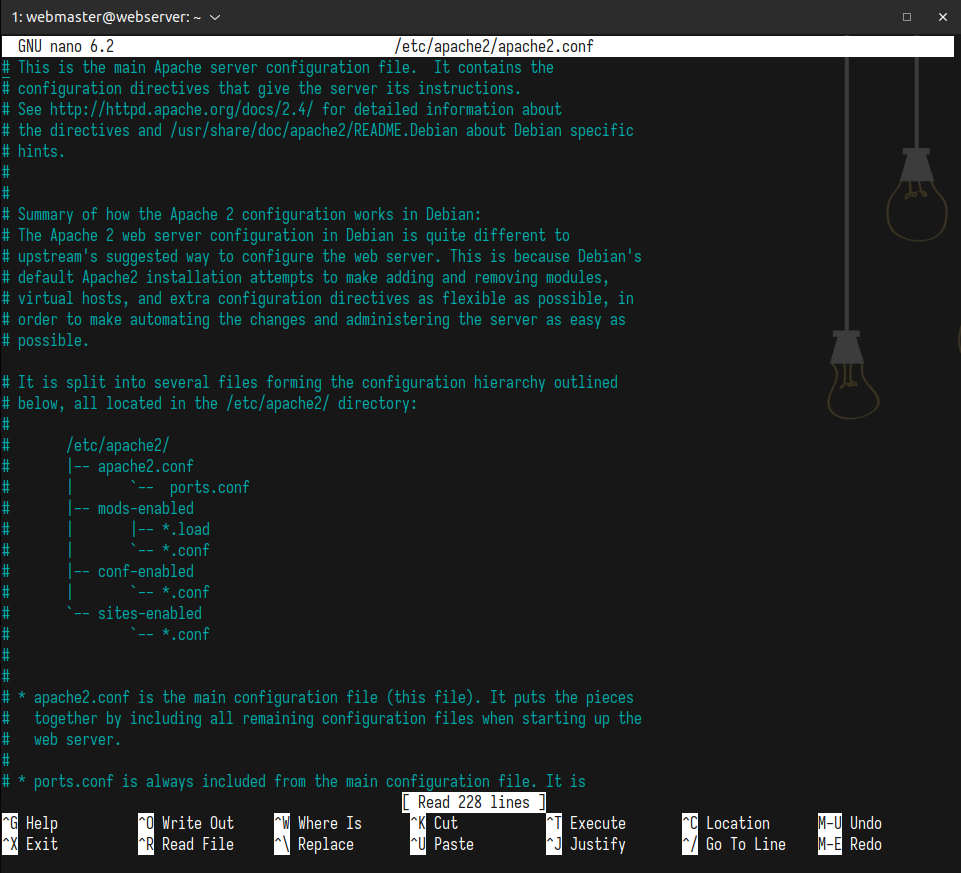 1: webmaster@webserver: ~
GNU nano 6.2 /etc/apache2/apache2.conf
# This is the main Apache server configuration file.  It contains the
# configuration directives that give the server its instructions.
# See http://httpd.apache.org/docs/2.4/ for detailed information about
# the directives and /usr/share/doc/apache2/README.Debian about Debian specific
# hints.
#
#
# Summary of how the Apache 2 configuration works in Debian:
# The Apache 2 web server configuration in Debian is quite different to
# upstream's suggested way to configure the web server. This is because Debian's
# default Apache2 installation attempts to make adding and removing modules,
# virtual hosts, and extra configuration directives as flexible as possible, in
# order to make automating the changes and administering the server as easy as
# possible.

# It is split into several files forming the configuration hierarchy outlined
# below, all located in the /etc/apache2/ directory:
#
#       /etc/apache2/
#       |-- apache2.conf
#       |       `--  ports.conf
#       |-- mods-enabled
#       |       |-- *.load
#       |       `-- *.conf
#       |-- conf-enabled
#       |       `-- *.conf
#       `-- sites-enabled
#               `-- *.conf
#
#
# * apache2.conf is the main configuration file (this file). It puts the pieces
#   together by including all remaining configuration files when starting up the
#   web server.
#
# * ports.conf is always included from the main configuration file. It is
[ Read 228 lines ]
^G Help ^O Write Out ^W Where Is ^K Cut ^T Execute ^C Location M-U Undo
^X Exit ^R Read File ^\ Replace ^U Paste ^J Justify ^/ Go To Line M-E Redo